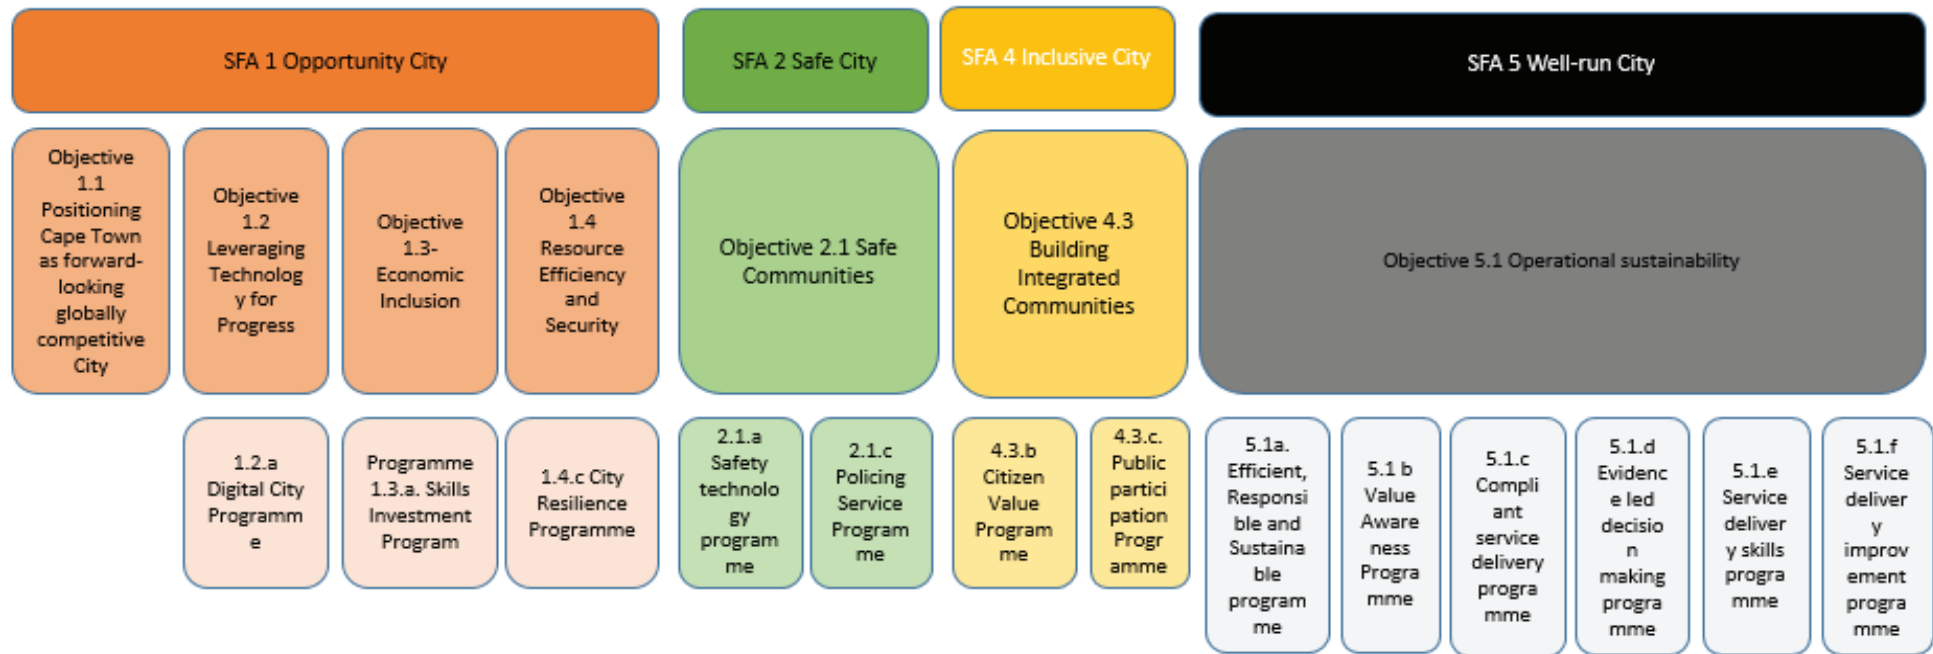 SFA 1 Opportunity City
SFA 2 Safe City
SFA 4 Inclusive City
SFA 5 Well-run City
Objective
1.1
Positioning
Cape Town
as forward-
looking
globally
competitive
City
Objective
1.2
Leveraging
Technolog
y for
Progress
Objective
1.3-
Economic
Inclusion
Objective
1.4
Resource
Efficiency
and
Security
Objective 2.1 Safe
Communities
Objective 4.3
Building
Integrated
Communities
Objective 5.1 Operational sustainability
1.2.a
Digital City
Programm
e
Programme
1.3.a. Skills
Investment
Program
1.4.c City
Resilience
Programme
2.1.a
Safety
technolo
gy
program
me
2.1.c
Policing
Service
Program
me
4.3.b
Citizen
Value
Program
me
4.3.c.
Public
partici
pation
Progr
amme
5.1a.
Efficient,
Responsi
ble and
Sustaina
ble
program
me
5.1 b
Value
Aware
ness
Progra
mme
5.1.c
Compli
ant
service
delivery
progra
mme
5.1.d
Evidenc
e led
decisio
n
making
progra
mme
5.1.e
Service
deliver
y skills
progra
mme
5.1.f
Service
deliver
y
improv
ement
progra
mme